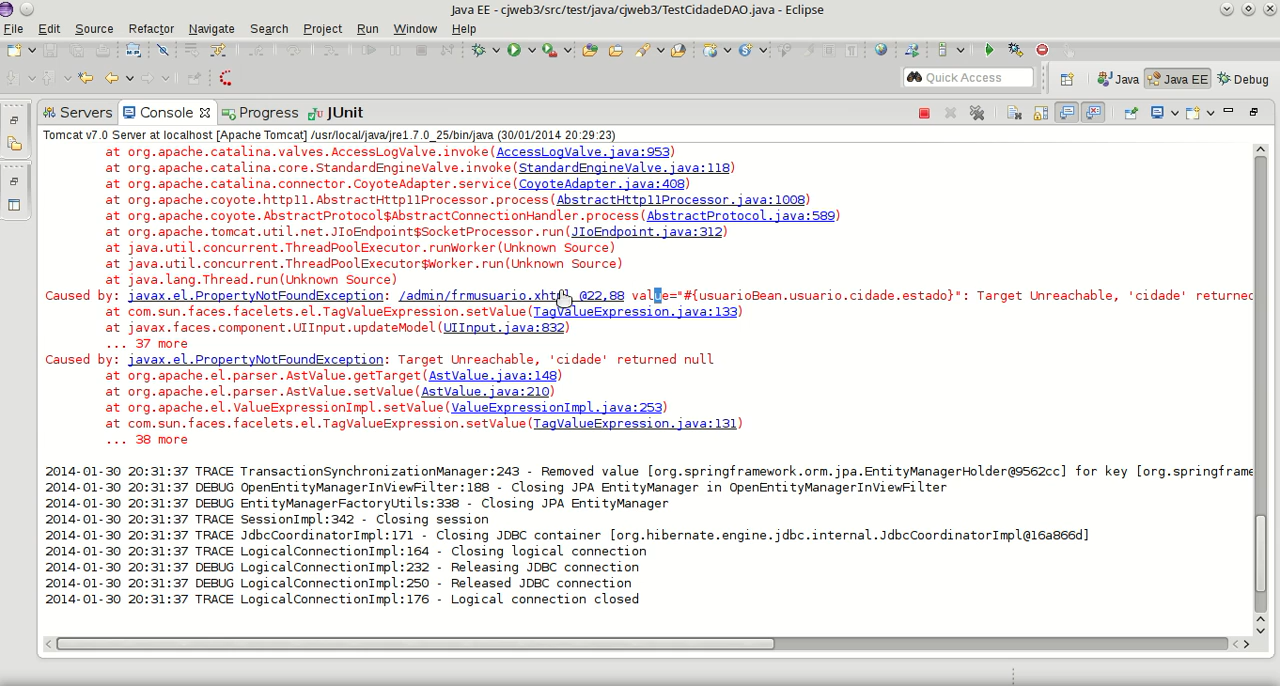 Java EE - cjweb3/src/test/java/cjweb3/TestCidadeDAO.java - Eclipse
File Edit Source Refactor Navigate Search Project Run Window Help
Quick Access Java Java EE Debug
Servers Console Progress JUnit
Tomcat v7.0 Server at localhost [Apache Tomcat] /usr/local/java/jre1.7.0_25/bin/java (30/01/2014 20:29:23)
at org.apache.catalina.valves.AccessLogValve.invoke(AccessLogValve.java:953)
at org.apache.catalina.core.StandardEngineValve.invoke(StandardEngineValve.java:118)
at org.apache.catalina.connector.CoyoteAdapter.service(CoyoteAdapter.java:408)
at org.apache.coyote.http11.AbstractHttp11Processor.process(AbstractHttp11Processor.java:1008)
at org.apache.coyote.AbstractProtocol$AbstractConnectionHandler.process(AbstractProtocol.java:589)
at org.apache.tomcat.util.net.JIoEndpoint$SocketProcessor.run(JIoEndpoint.java:312)
at java.util.concurrent.ThreadPoolExecutor.runWorker(Unknown Source)
at java.util.concurrent.ThreadPoolExecutor$Worker.run(Unknown Source)
at java.lang.Thread.run(Unknown Source)
Caused by: javax.el.PropertyNotFoundException: /admin/frmusuario.xhtml @22,88 value="#{usuarioBean.usuario.cidade.estado}": Target Unreachable, 'cidade' returned
at com.sun.faces.facelets.el.TagValueExpression.setValue(TagValueExpression.java:133)
at javax.faces.component.UIInput.updateModel(UIInput.java:832)
... 37 more
Caused by: javax.el.PropertyNotFoundException: Target Unreachable, 'cidade' returned null
at org.apache.el.parser.AstValue.getTarget(AstValue.java:148)
at org.apache.el.parser.AstValue.setValue(AstValue.java:210)
at org.apache.el.ValueExpressionImpl.setValue(ValueExpressionImpl.java:253)
at com.sun.faces.facelets.el.TagValueExpression.setValue(TagValueExpression.java:131)
... 38 more
2014-01-30 20:31:37 TRACE TransactionSynchronizationManager:243 - Removed value [org.springframework.orm.jpa.EntityManagerHolder@9562cc] for key [org.springframe
2014-01-30 20:31:37 DEBUG OpenEntityManagerInViewFilter:188 - Closing JPA EntityManager in OpenEntityManagerInViewFilter
2014-01-30 20:31:37 DEBUG EntityManagerFactoryUtils:338 - Closing JPA EntityManager
2014-01-30 20:31:37 TRACE SessionImpl:342 - Closing session
2014-01-30 20:31:37 TRACE JdbcCoordinatorImpl:171 - Closing JDBC container [org.hibernate.engine.jdbc.internal.JdbcCoordinatorImpl@16a866d]
2014-01-30 20:31:37 TRACE LogicalConnectionImpl:164 - Closing logical connection
2014-01-30 20:31:37 DEBUG LogicalConnectionImpl:232 - Releasing JDBC connection
2014-01-30 20:31:37 DEBUG LogicalConnectionImpl:250 - Released JDBC connection
2014-01-30 20:31:37 TRACE LogicalConnectionImpl:176 - Logical connection closed